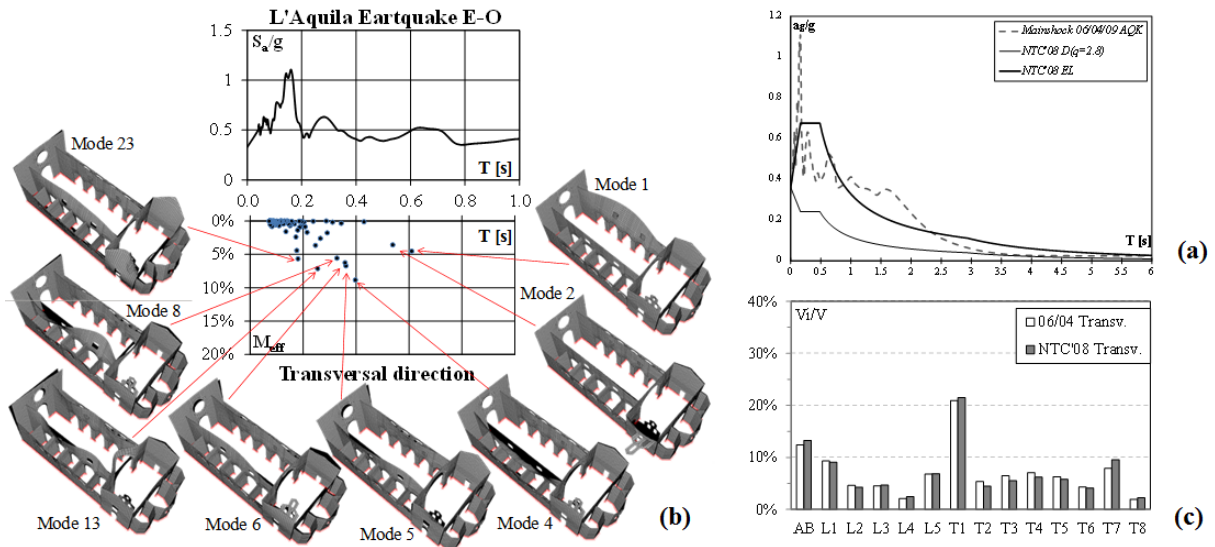 L'Aquila Eartquake E-O
Sa/g
1.5
1
0.5
0
T [s]
0.0 0.2 0.4 0.6 0.8 1.0
0%
5%
10%
15%
20%
T [s]
Meff
Transversal direction
Mode 23
Mode 8
Mode 13
Mode 6
Mode 5
Mode 4
Mode 2
Mode 1
(b)
ag/g
1.2
1
0.8
0.6
0.4
0.2
0
Mainshock 06/04/09 AQK
NTC'08 D(q=2.8)
NTC'08 EL
T [s]
0 0.5 1 1.5 2 2.5 3 3.5 4 4.5 5 5.5 6
(a)
Vi/V
40%
30%
20%
10%
0%
06/04 Transv.
NTC'08 Transv.
AB L1 L2 L3 L4 L5 T1 T2 T3 T4 T5 T6 T7 T8
(c)